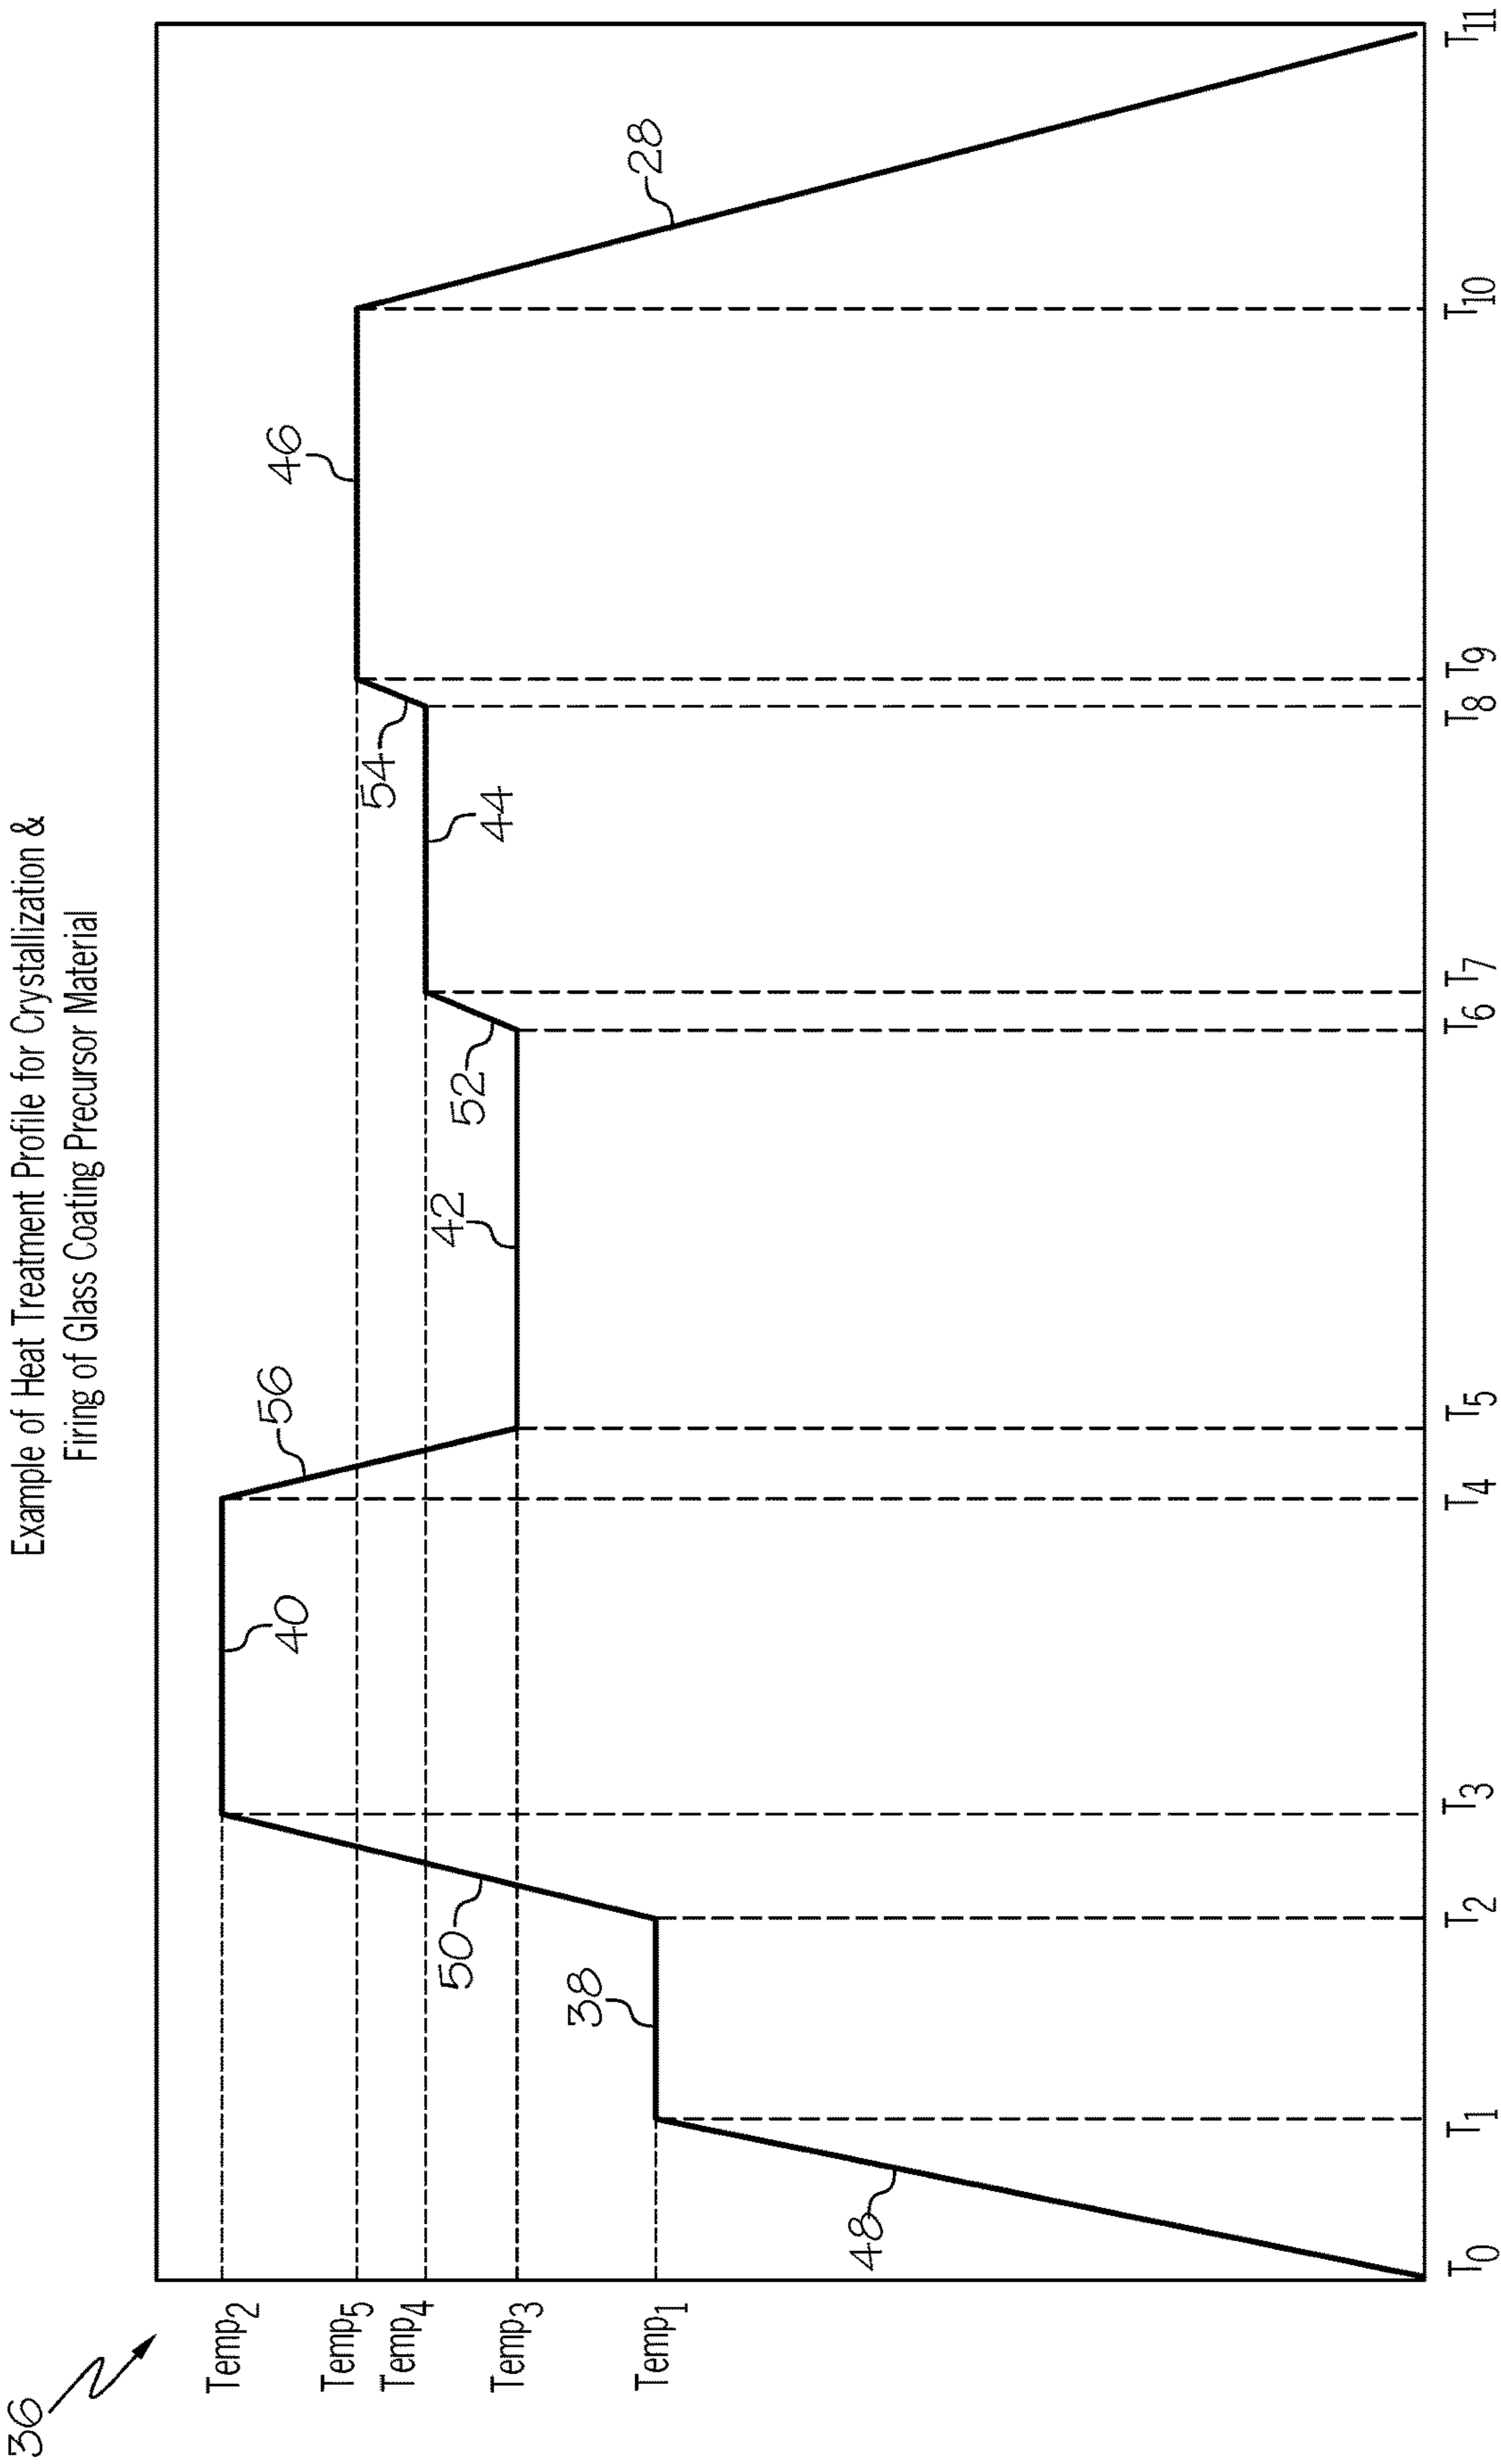 Example of Heat Treatment Profile for Crystallization &
Firing of Glass Coating Precursor Material
36
Temp2
Temp5
Temp4
Temp3
Temp1
48
38
50
40
56
42
52
44
54
46
28
T0
T1
T2
T3
T4
T5
T6
T7
T8
T9
T10
T11